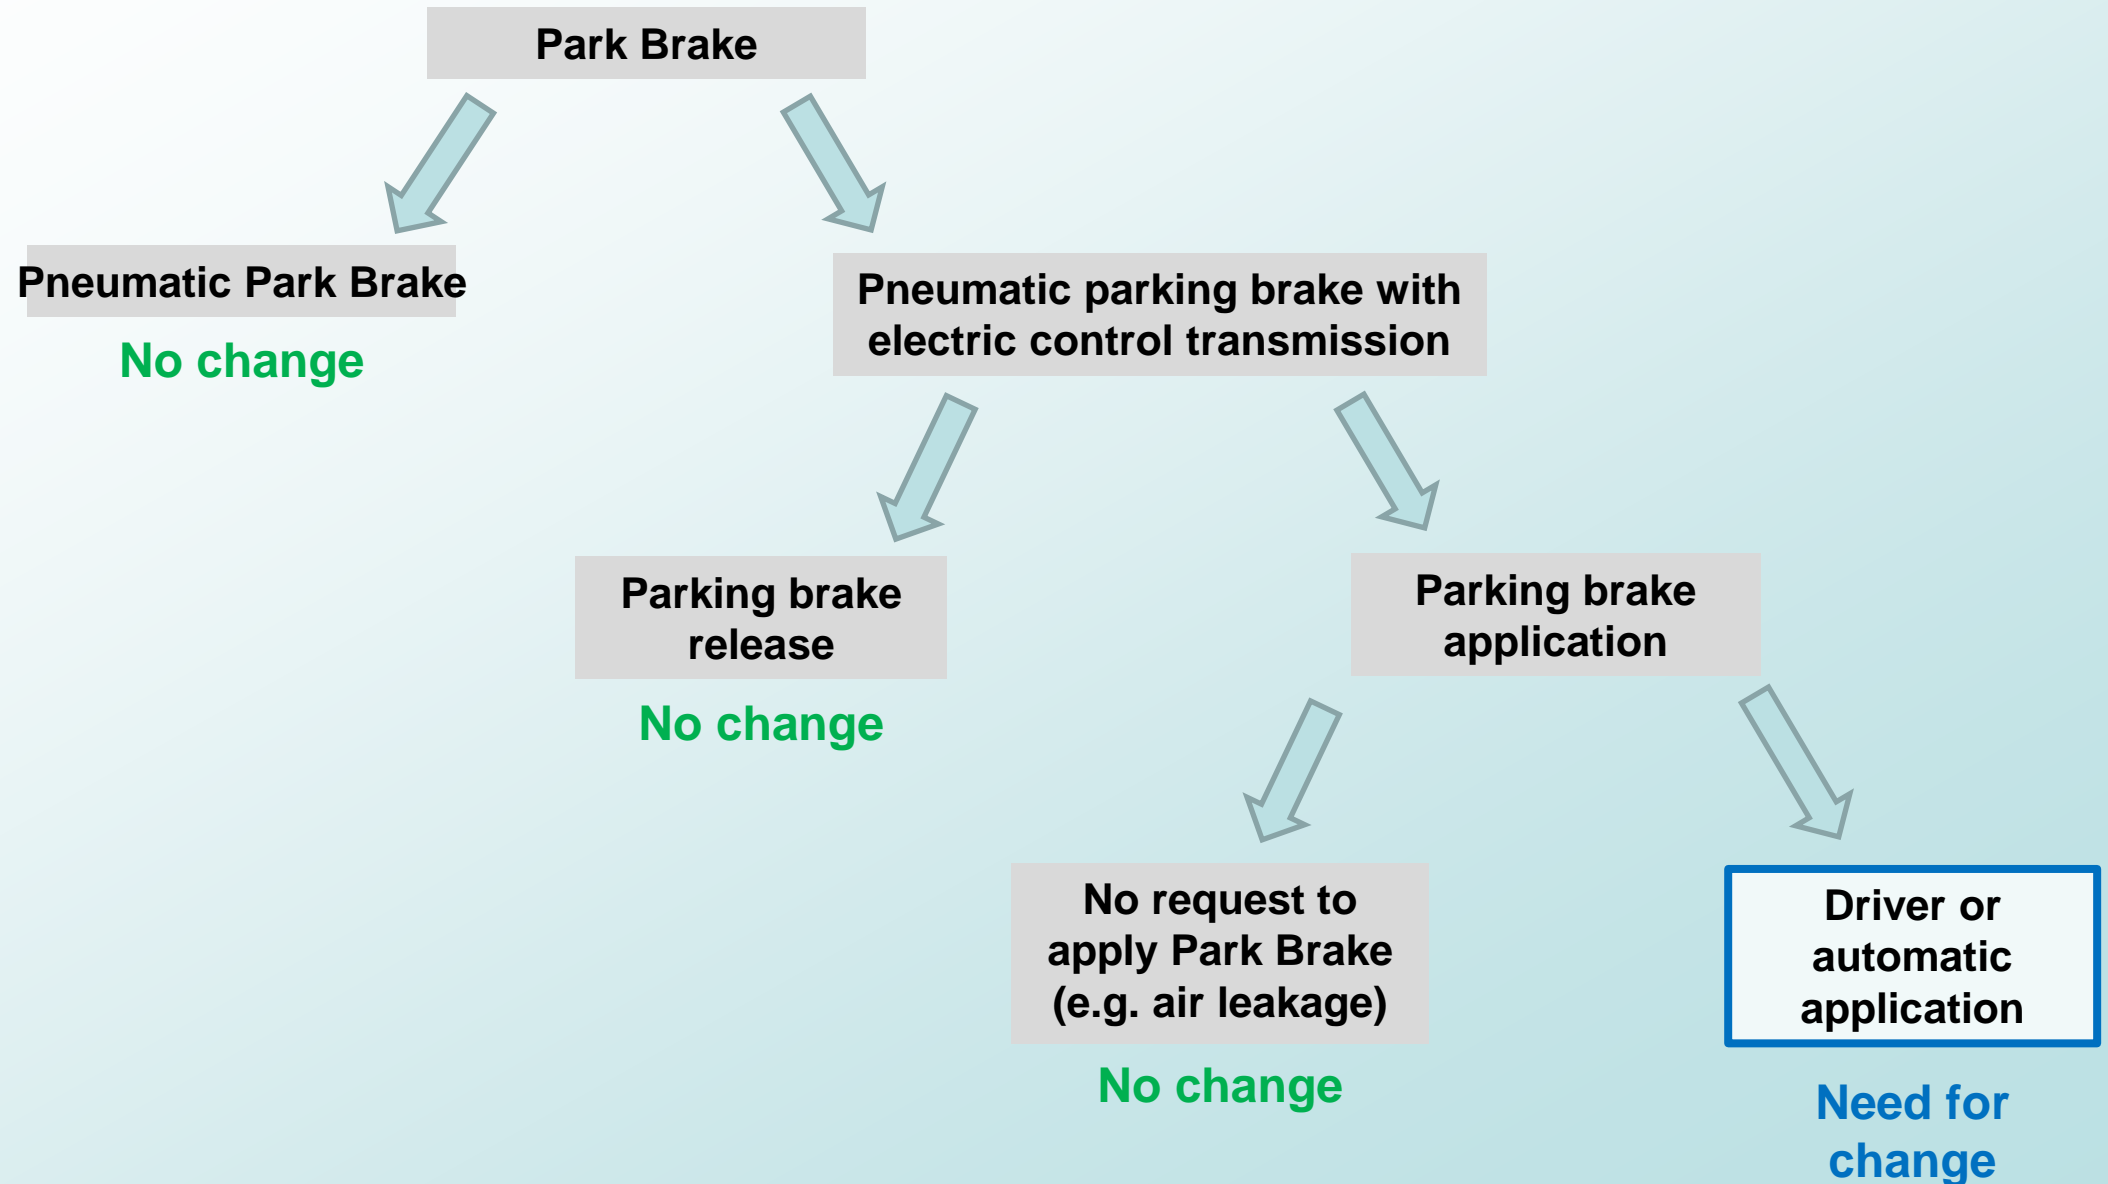 Park Brake
Pneumatic Park Brake
No change
Pneumatic parking brake with
electric control transmission
Parking brake
release
No change
Parking brake
application
No request to
apply Park Brake
(e.g. air leakage)
No change
Driver or
automatic
application
Need for
change